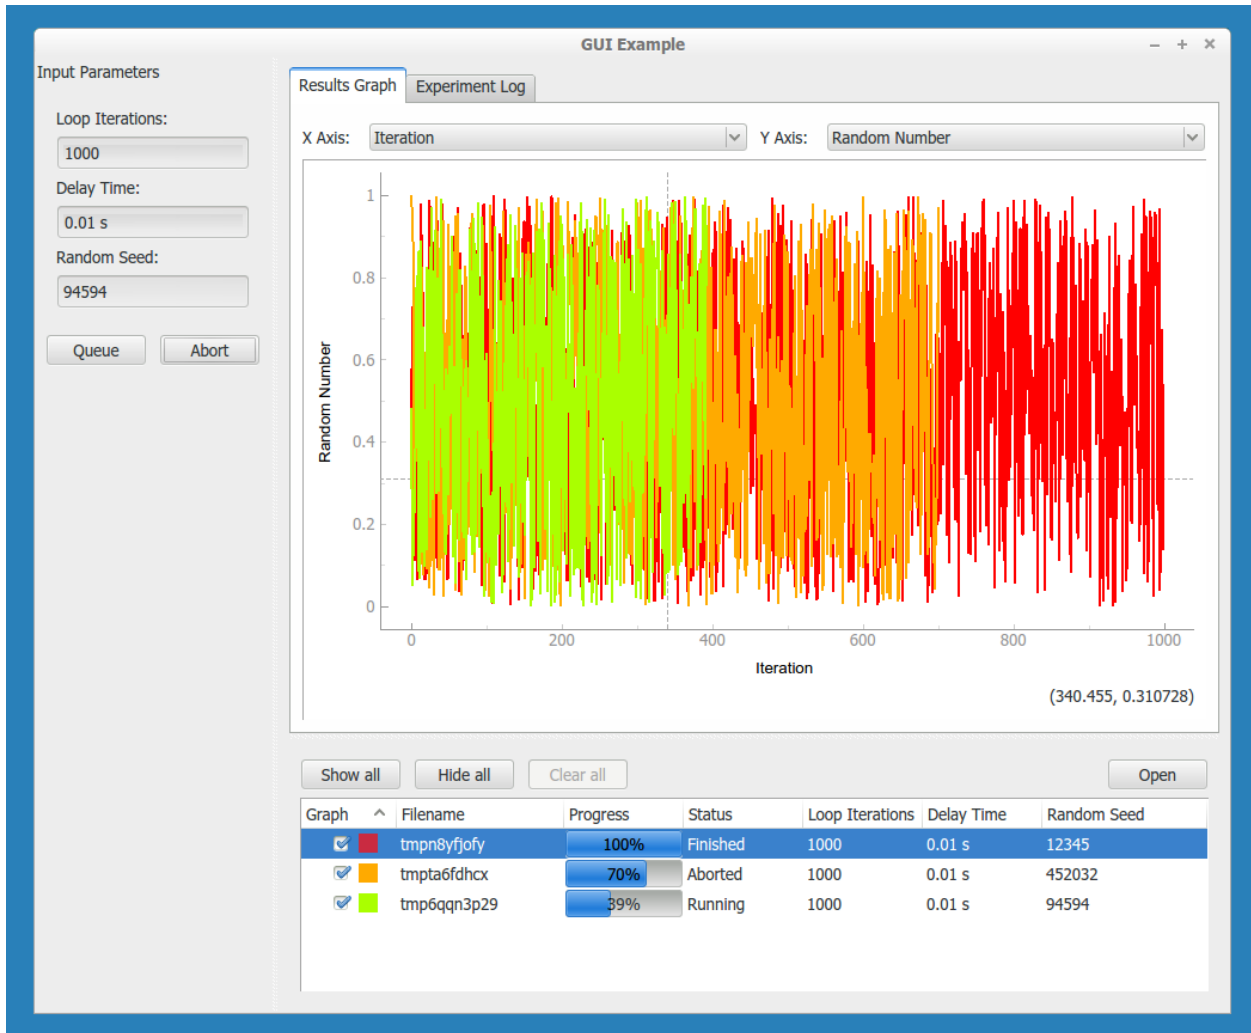 GUI Example
Input Parameters
Loop Iterations:
1000
Delay Time:
0.01 s
Random Seed:
94594
Queue Abort
Results Graph Experiment Log
X Axis: Iteration Y Axis: Random Number
1
0.8
0.6
0.4
0.2
0
Random Number
0 200 400 600 800 1000
Iteration
(340.455, 0.310728)
Show all Hide all Clear all Open
Graph Filename Progress Status Loop Iterations Delay Time Random Seed
tmpn8yfjofy 100% Finished 1000 0.01 s 12345
tmpta6fdhcx 70% Aborted 1000 0.01 s 452032
tmp6qqn3p29 39% Running 1000 0.01 s 94594